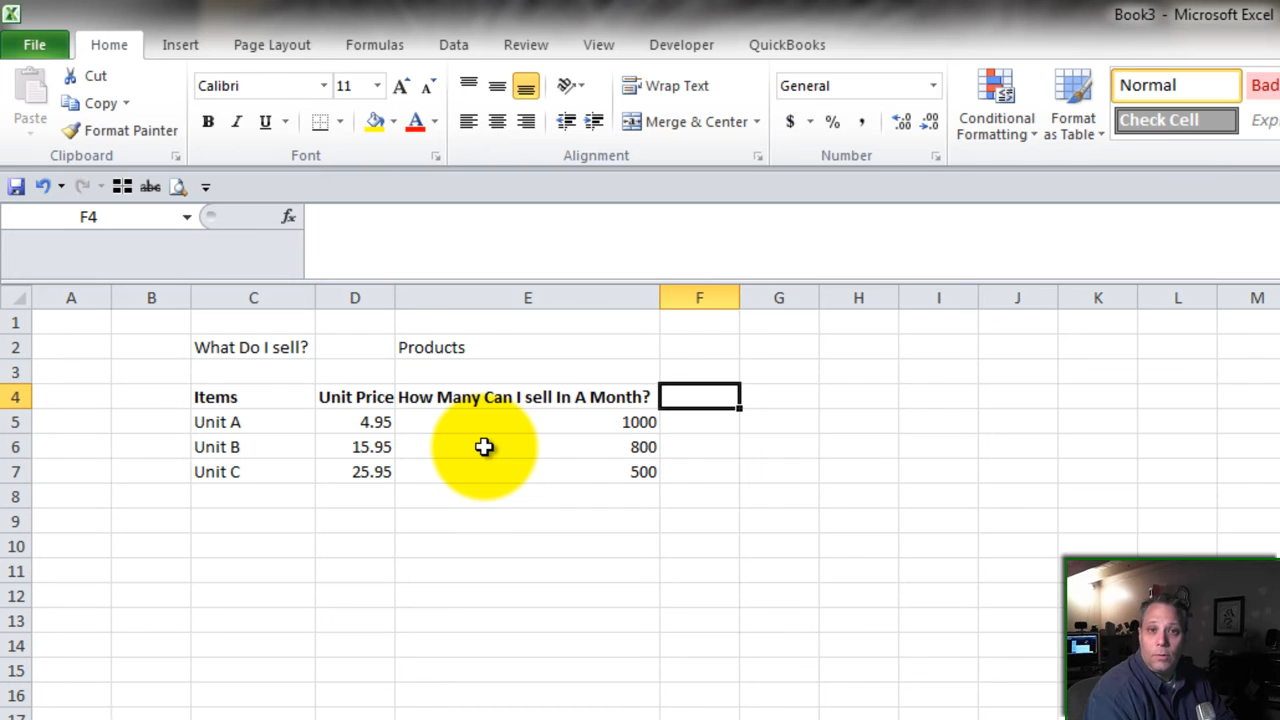 Book3 - Microsoft Excel
File Home Insert Page Layout Formulas Data Review View Developer QuickBooks
Paste Cut Calibri 11 Wrap Text General Conditional Formatting Format as Table Normal Bad
Copy Merge & Center $ % , Check Cell
Format Painter
Clipboard Font Alignment Number
F4 fx
A B C D E F G H I J K L M
1
2 What Do I sell? Products
3
4 Items Unit Price How Many Can I sell In A Month?
5 Unit A 4.95 1000
6 Unit B 15.95 800
7 Unit C 25.95 500
8
9
10
11
12
13
14
15
16